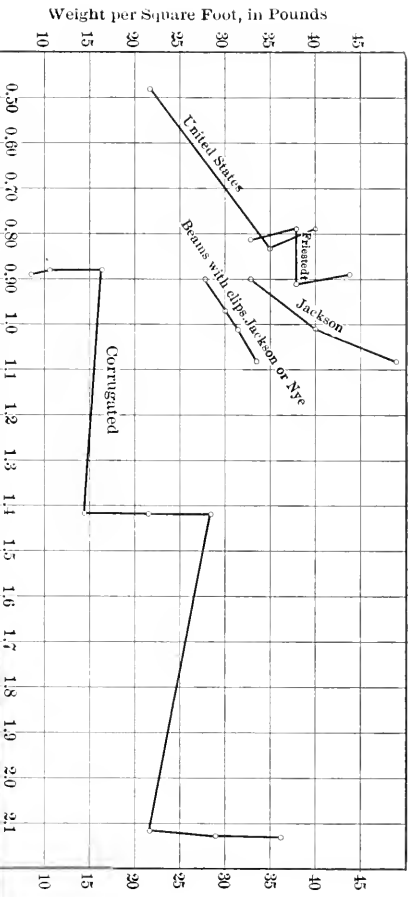 Weight per Square Foot, in Pounds
10 15 20 25 30 35 40 45
0.50
0.60
0.70
0.80
0.90
1.0
1.1
1.2
1.3
1.4
1.5
1.6
1.7
1.8
1.9
2.0
2.1
United States
Friestedt
Jackson
Beams with clips, Jackson or Nye
Corrugated
10 15 20 25 30 35 40 45